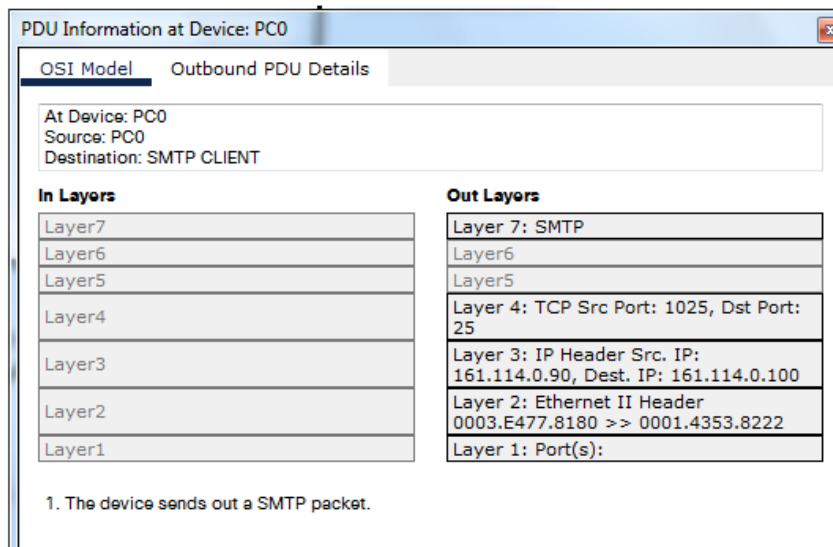 PDU Information at Device: PC0
OSI Model
Outbound PDU Details
At Device: PC0
Source: PC0
Destination: SMTP CLIENT
In Layers
Layer7
Layer6
Layer5
Layer4
Layer3
Layer2
Layer1
Out Layers
Layer 7: SMTP
Layer6
Layer5
Layer 4: TCP Src Port: 1025, Dst Port:
25
Layer 3: IP Header Src. IP:
161.114.0.90, Dest. IP: 161.114.0.100
Layer 2: Ethernet II Header
0003.E477.8180 >> 0001.4353.8222
Layer 1: Port(s):
1. The device sends out a SMTP packet.